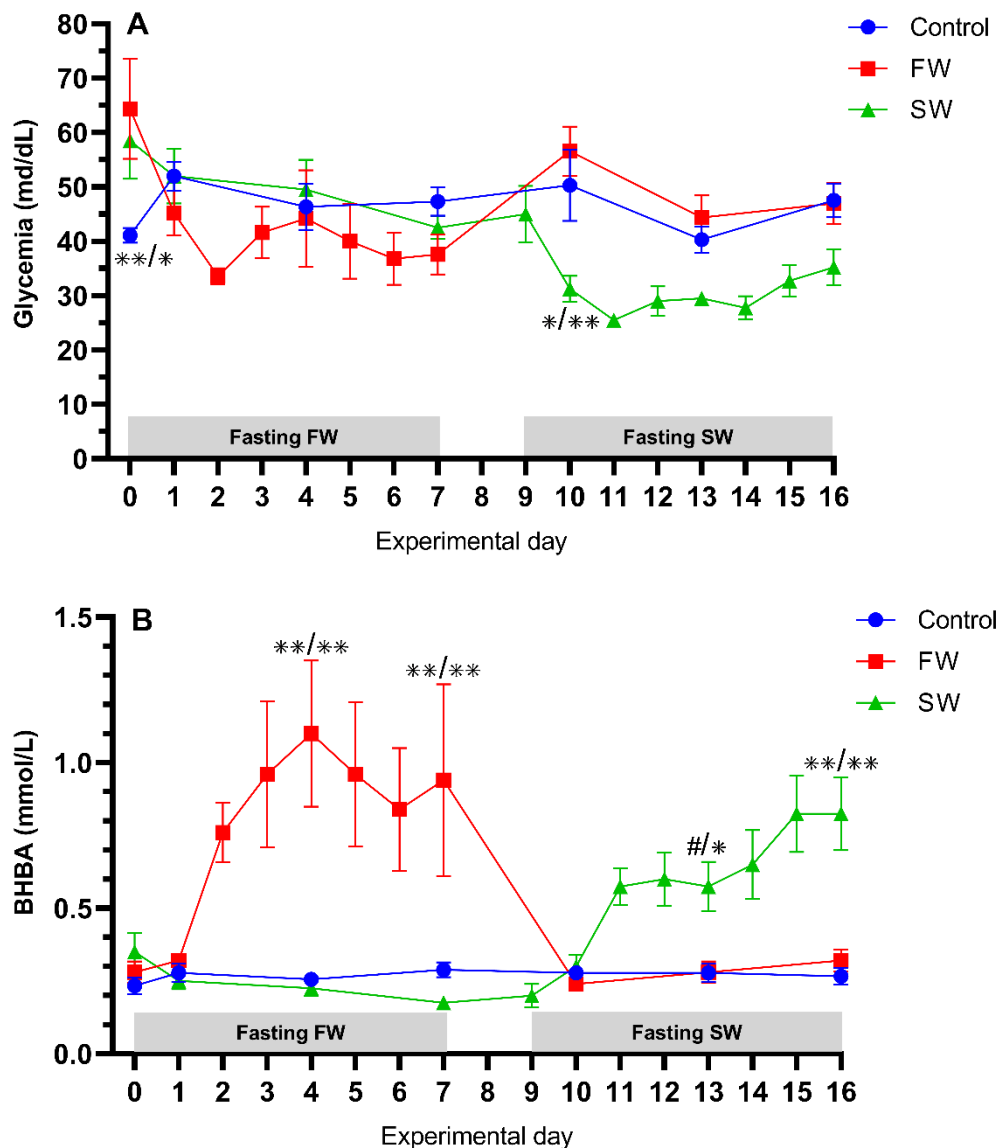 A
Control
FW
SW
Glycemia (md/dL)
80
70
60
50
40
30
20
10
0
**/*
*/**
Fasting FW
Fasting SW
0 1 2 3 4 5 6 7 8 9 10 11 12 13 14 15 16
Experimental day
B
Control
FW
SW
BHBA (mmol/L)
1.5
1.0
0.5
0.0
**/**
**/**
**/**
#/*
Fasting FW
Fasting SW
0 1 2 3 4 5 6 7 8 9 10 11 12 13 14 15 16
Experimental day